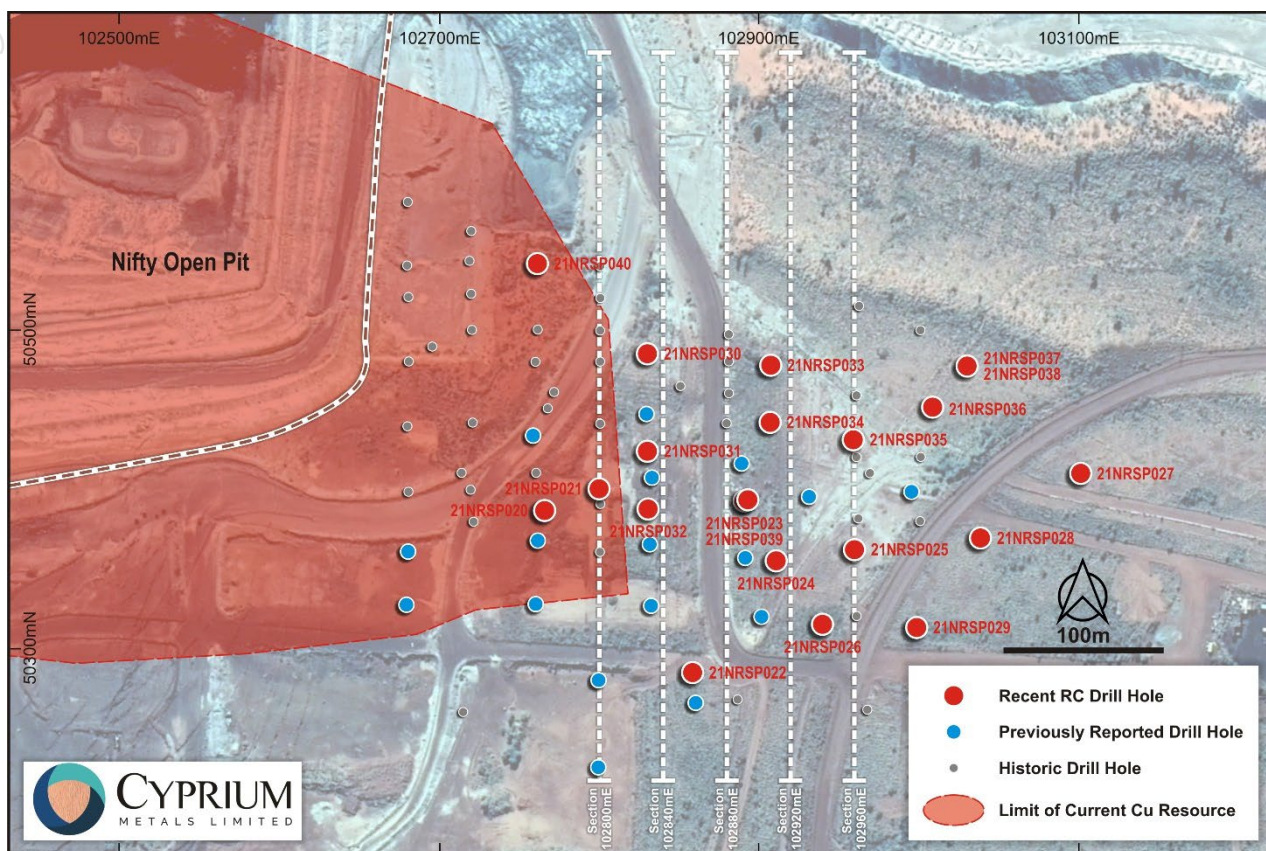 102500mE
102700mE
102900mE
103100mE
Nifty Open Pit
50500mN
50300mN
21NRSP040
21NRSP030
21NRSP033
21NRSP037
21NRSP038
21NRSP036
21NRSP034
21NRSP035
21NRSP031
21NRSP027
21NRSP021
21NRSP020
21NRSP032
21NRSP023
21NRSP039
21NRSP028
21NRSP025
21NRSP024
21NRSP029
21NRSP026
21NRSP022
100m
Recent RC Drill Hole
Previously Reported Drill Hole
Historic Drill Hole
Limit of Current Cu Resource
Section
102800mE
Section
102840mE
Section
102880mE
Section
102920mE
Section
102960mE
CYPRIUM
METALS LIMITED